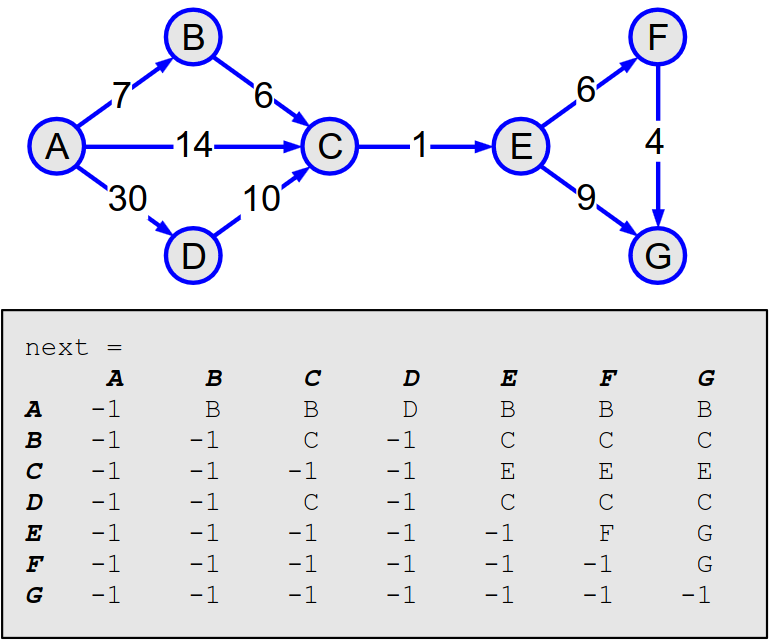 B F
7 6 6
A 14 C 1 E 4
30 10 9
D G
next =
A B C D E F G
A -1 B B D B B B
B -1 -1 C -1 C C C
C -1 -1 -1 -1 E E E
D -1 -1 C -1 C C C
E -1 -1 -1 -1 -1 F G
F -1 -1 -1 -1 -1 -1 G
G -1 -1 -1 -1 -1 -1 -1